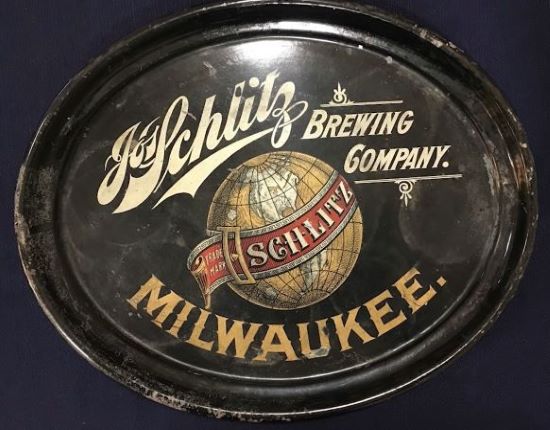 Jos Schlitz
BREWING
COMPANY.
TRADE
MARK
SCHLITZ
MILWAUKEE.